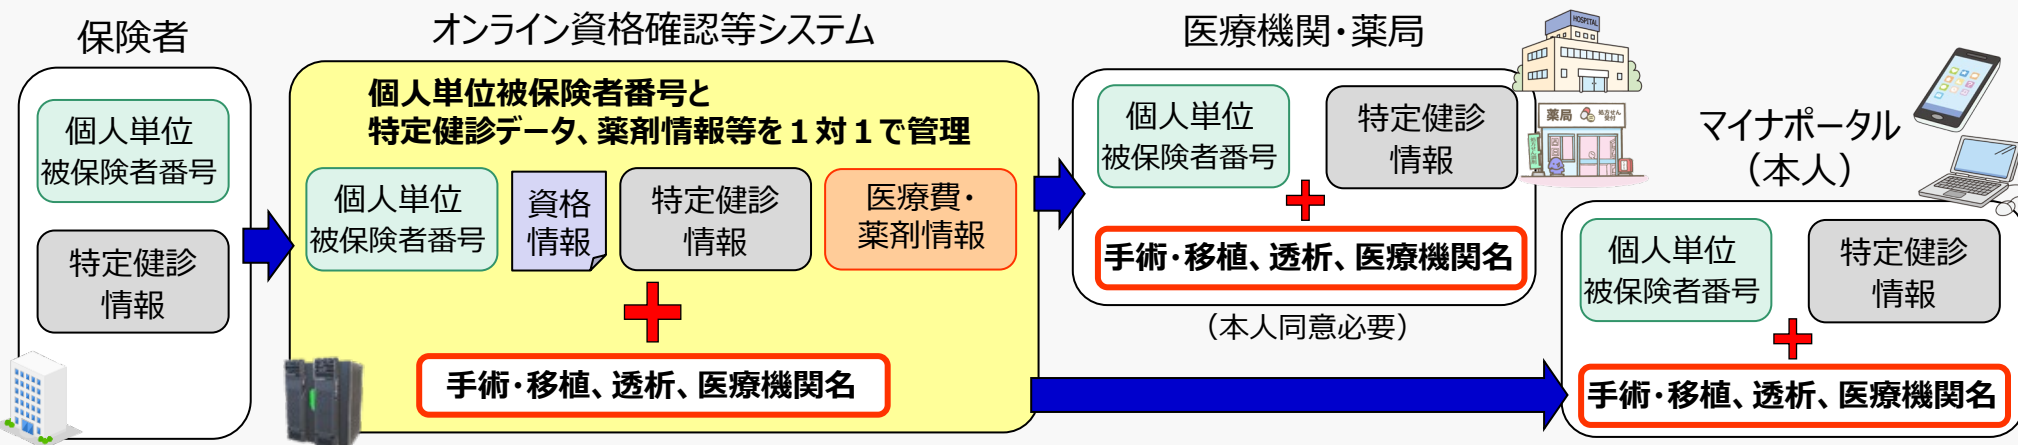 保険者
個人単位
被保険者番号
特定健診
情報
オンライン資格確認等システム
個人単位被保険者番号と
特定健診データ、薬剤情報等を1対1で管理
個人単位
被保険者番号
資格
情報
特定健診
情報
医療費・
薬剤情報
手術・移植、透析、医療機関名
医療機関・薬局
HOSPITAL
薬局
処方せん
受付
個人単位
被保険者番号
特定健診
情報
手術・移植、透析、医療機関名
（本人同意必要）
マイナポータル
（本人）
個人単位
被保険者番号
特定健診
情報
手術・移植、透析、医療機関名